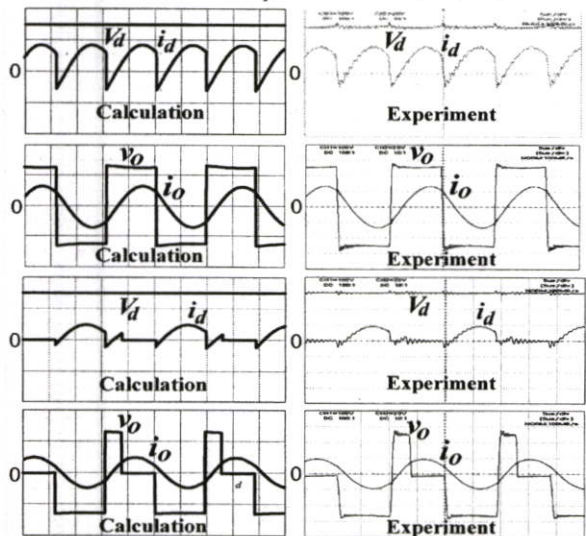 V_d i_d
0
Calculation
V_d i_d
0
Experiment
v_o
i_o
0
Calculation
v_o
i_o
0
Experiment
V_d i_d
0
Calculation
V_d i_d
0
Experiment
v_o
i_o
0
d
Calculation
v_o
i_o
0
Experiment